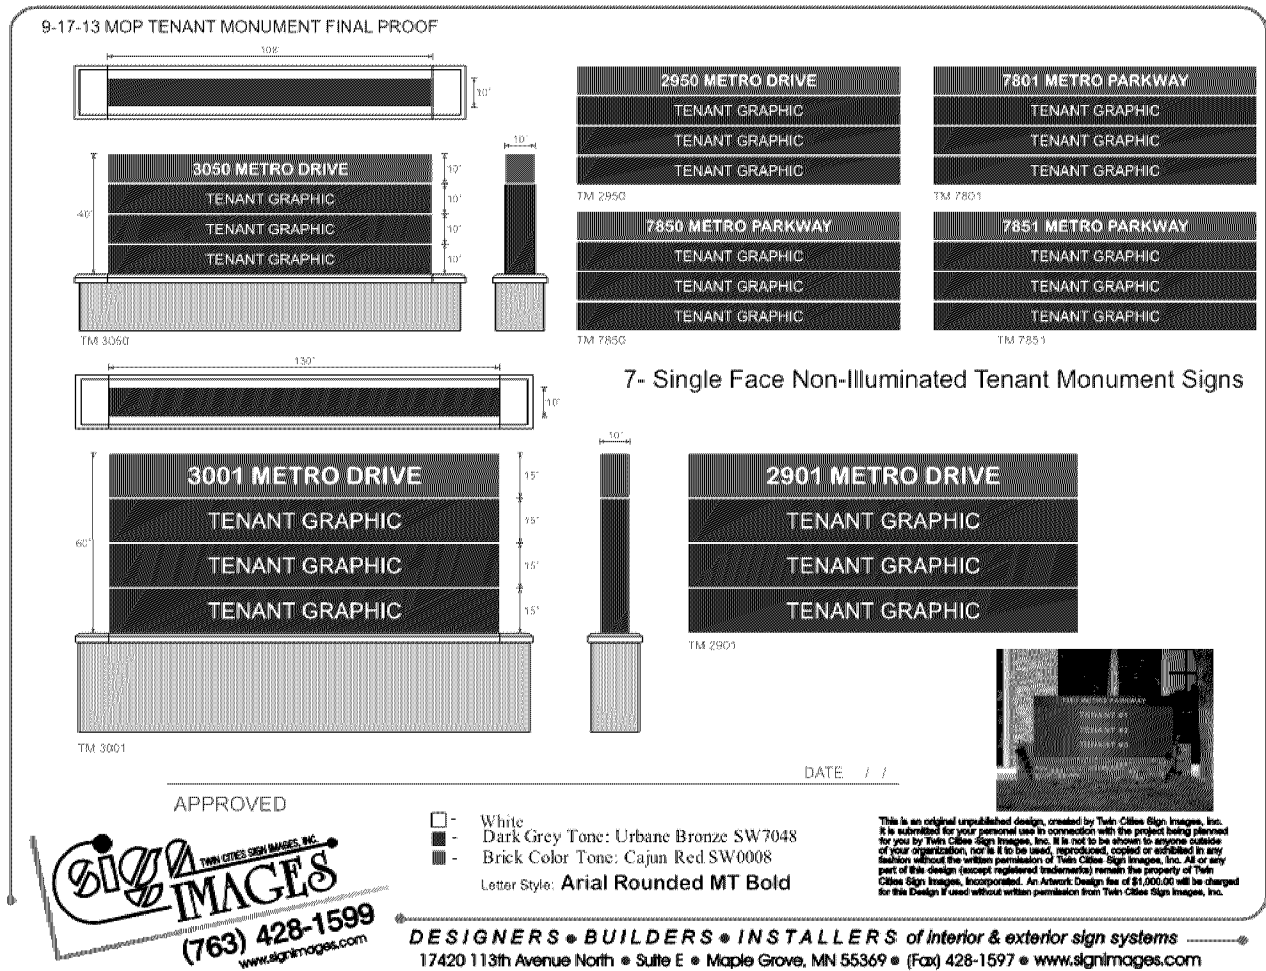 9-17-13 MOP TENANT MONUMENT FINAL PROOF
108"
10"
3050 METRO DRIVE
TENANT GRAPHIC
TENANT GRAPHIC
TENANT GRAPHIC
40"
10"
10"
10"
10"
10"
TM 3050
2950 METRO DRIVE
TENANT GRAPHIC
TENANT GRAPHIC
TENANT GRAPHIC
TM 2950
7801 METRO PARKWAY
TENANT GRAPHIC
TENANT GRAPHIC
TENANT GRAPHIC
TM 7801
7850 METRO PARKWAY
TENANT GRAPHIC
TENANT GRAPHIC
TENANT GRAPHIC
TM 7850
7851 METRO PARKWAY
TENANT GRAPHIC
TENANT GRAPHIC
TENANT GRAPHIC
TM 7851
7- Single Face Non-Illuminated Tenant Monument Signs
130"
10"
3001 METRO DRIVE
TENANT GRAPHIC
TENANT GRAPHIC
TENANT GRAPHIC
60"
15"
15"
15"
15"
10"
TM 3001
2901 METRO DRIVE
TENANT GRAPHIC
TENANT GRAPHIC
TENANT GRAPHIC
TM 2901
METRO PARKWAY
TENANT #1
TENANT #2
TENANT #3
DATE / /
APPROVED
- White
- Dark Grey Tone: Urbane Bronze SW7048
- Brick Color Tone: Cajun Red SW0008
Letter Style: Arial Rounded MT Bold
This is an original unpublished design, created by Twin Cities Sign Images, Inc.
It is submitted for your personal use in connection with the project being planned
for you by Twin Cities Sign Images, Inc. It is not to be shown to anyone outside
of your organization, nor is it to be used, reproduced, copied or exhibited in any
fashion without the written permission of Twin Cities Sign Images, Inc. All or any
part of this design (except registered trademarks) remain the property of Twin
Cities Sign Images, Incorporated. An Artwork Design fee of $1,000.00 will be charged
for this Design if used without written permission from Twin Cities Sign Images, Inc.
sign
TWIN CITIES SIGN IMAGES, INC.
IMAGES
(763) 428-1599
www.signimages.com
DESIGNERS • BUILDERS • INSTALLERS of interior & exterior sign systems
17420 113th Avenue North • Suite E • Maple Grove, MN 55369 • (Fax) 428-1597 • www.signimages.com